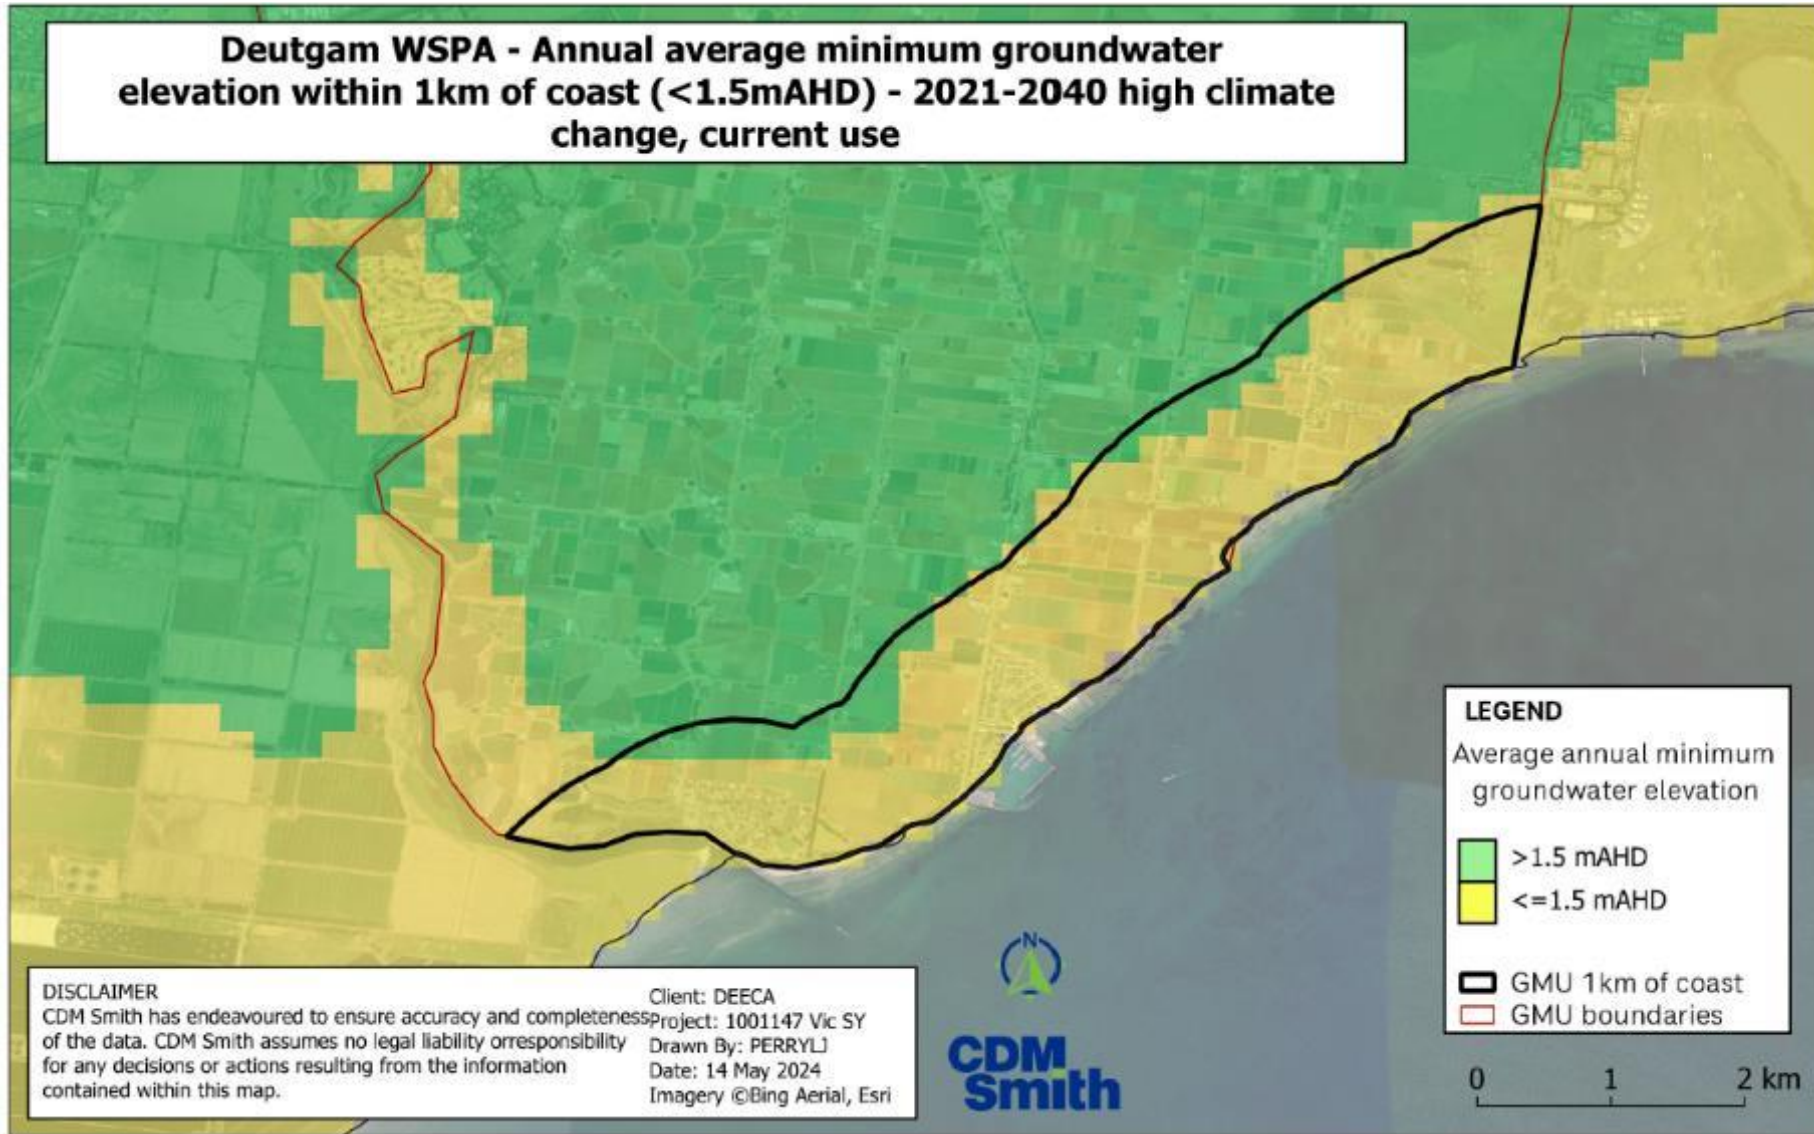 Deutgam WSPA - Annual average minimum groundwater
elevation within 1km of coast (<1.5mAHD) - 2021-2040 high climate
change, current use
LEGEND
Average annual minimum
groundwater elevation
>1.5 mAHD
<=1.5 mAHD
GMU 1km of coast
GMU boundaries
0 1 2 km
N
CDM
Smith
DISCLAIMER
CDM Smith has endeavoured to ensure accuracy and completeness
of the data. CDM Smith assumes no legal liability orresponsibility
for any decisions or actions resulting from the information
contained within this map.
Client: DEECA
Project: 1001147 Vic SY
Drawn By: PERRYLJ
Date: 14 May 2024
Imagery ©Bing Aerial, Esri